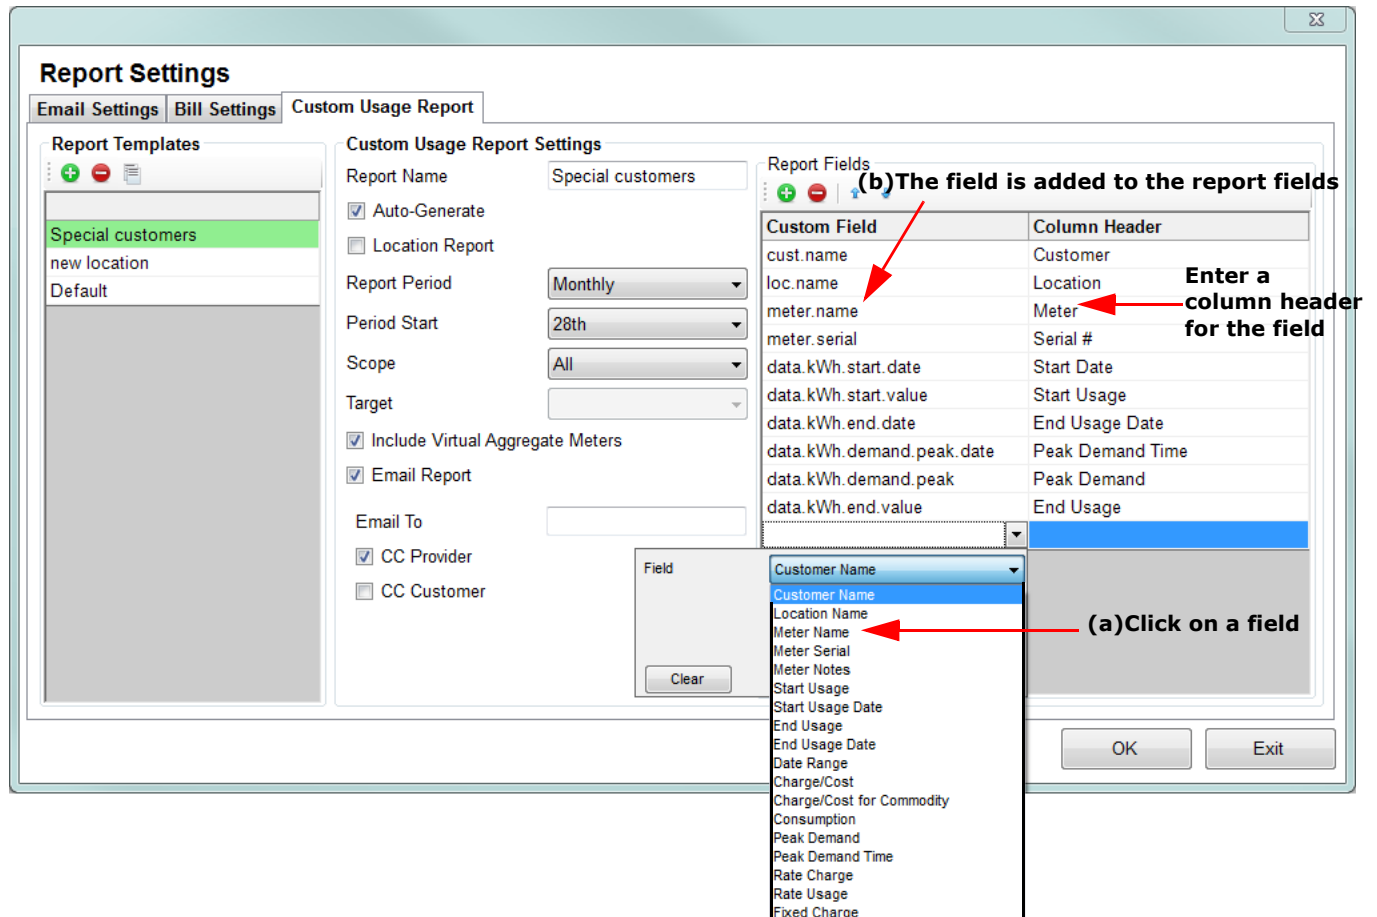 Report Settings
Email Settings
Bill Settings
Custom Usage Report
Report Templates
Special customers
new location
Default
Custom Usage Report Settings
Report Name
Special customers
Auto-Generate
Location Report
Report Period
Monthly
Period Start
28th
Scope
All
Target
Include Virtual Aggregate Meters
Email Report
Email To
CC Provider
CC Customer
Report Fields
(b)The field is added to the report fields
Custom Field
Column Header
cust.name
Customer
loc.name
Location
meter.name
Meter
meter.serial
Serial #
data.kWh.start.date
Start Date
data.kWh.start.value
Start Usage
data.kWh.end.date
End Usage Date
data.kWh.demand.peak.date
Peak Demand Time
data.kWh.demand.peak
Peak Demand
data.kWh.end.value
End Usage
Enter a
column header
for the field
Field
Customer Name
Customer Name
Location Name
Meter Name
Meter Serial
Meter Notes
Start Usage
Start Usage Date
End Usage
End Usage Date
Date Range
Charge/Cost
Charge/Cost for Commodity
Consumption
Peak Demand
Peak Demand Time
Rate Charge
Rate Usage
Fixed Charge
(a)Click on a field
Clear
OK
Exit